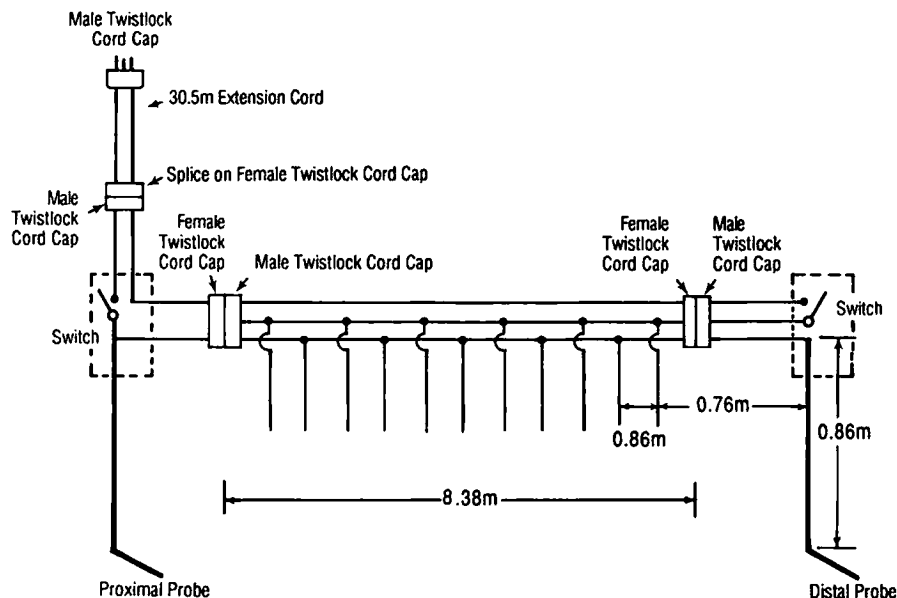 Male Twistlock
Cord Cap
30.5m Extension Cord
Splice on Female Twistlock Cord Cap
Male
Twistlock
Cord Cap
Female
Twistlock
Cord Cap
Male Twistlock Cord Cap
Female
Twistlock
Cord Cap
Male
Twistlock
Cord Cap
Switch
Switch
0.86m
0.76m
0.86m
8.38m
Proximal Probe
Distal Probe